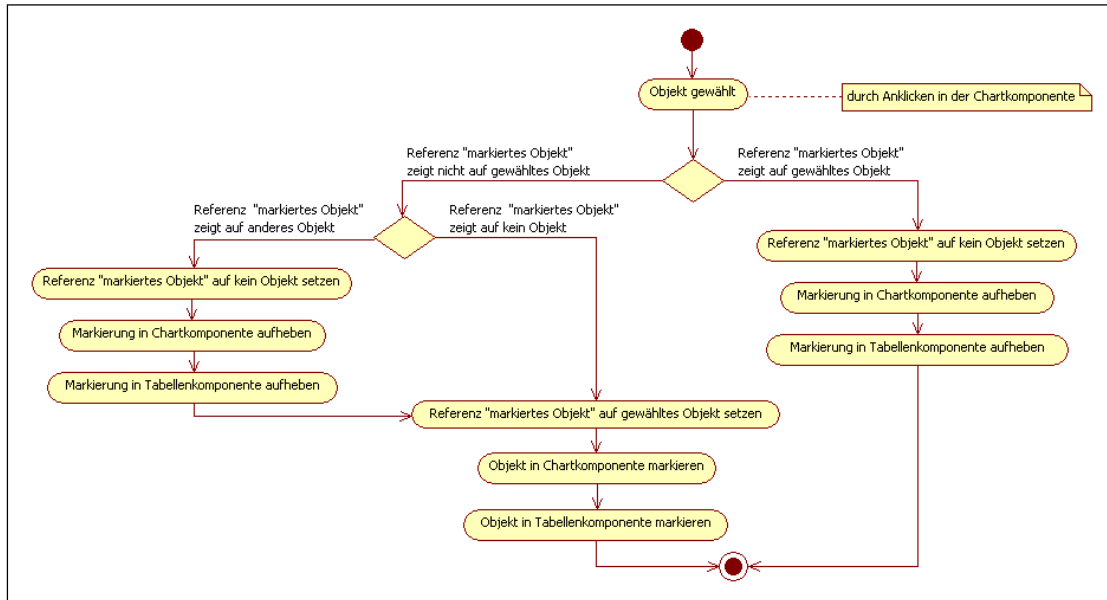 Objekt gewählt
durch Anklicken in der Chartkomponente
Referenz "markiertes Objekt"
zeigt nicht auf gewähltes Objekt
Referenz "markiertes Objekt"
zeigt auf gewähltes Objekt
Referenz "markiertes Objekt"
zeigt auf anderes Objekt
Referenz "markiertes Objekt"
zeigt auf kein Objekt
Referenz "markiertes Objekt" auf kein Objekt setzen
Markierung in Chartkomponente aufheben
Markierung in Tabellenkomponente aufheben
Referenz "markiertes Objekt" auf kein Objekt setzen
Markierung in Chartkomponente aufheben
Markierung in Tabellenkomponente aufheben
Referenz "markiertes Objekt" auf gewähltes Objekt setzen
Objekt in Chartkomponente markieren
Objekt in Tabellenkomponente markieren